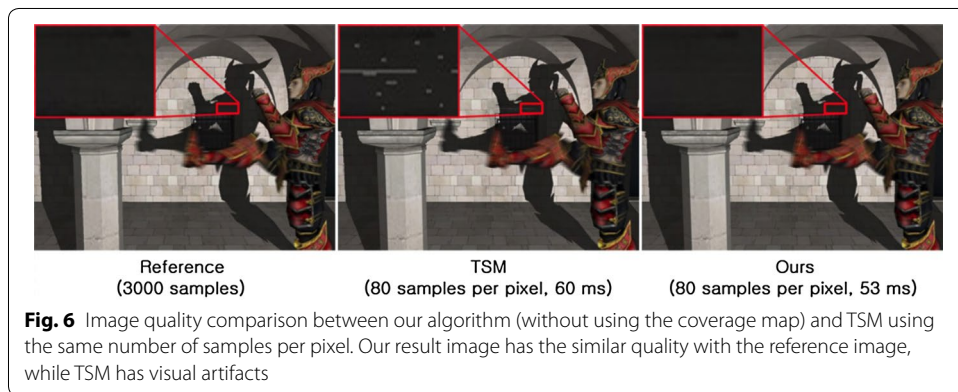 Reference
(3000 samples)
TSM
(80 samples per pixel, 60 ms)
Ours
(80 samples per pixel, 53 ms)
Fig. 6 Image quality comparison between our algorithm (without using the coverage map) and TSM using
the same number of samples per pixel. Our result image has the similar quality with the reference image,
while TSM has visual artifacts